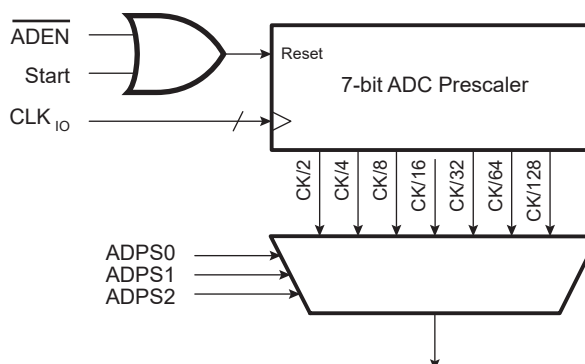 ADEN
Start
CLK IO
Reset
7-bit ADC Prescaler
CK/2
CK/4
CK/8
CK/16
CK/32
CK/64
CK/128
ADPS0
ADPS1
ADPS2